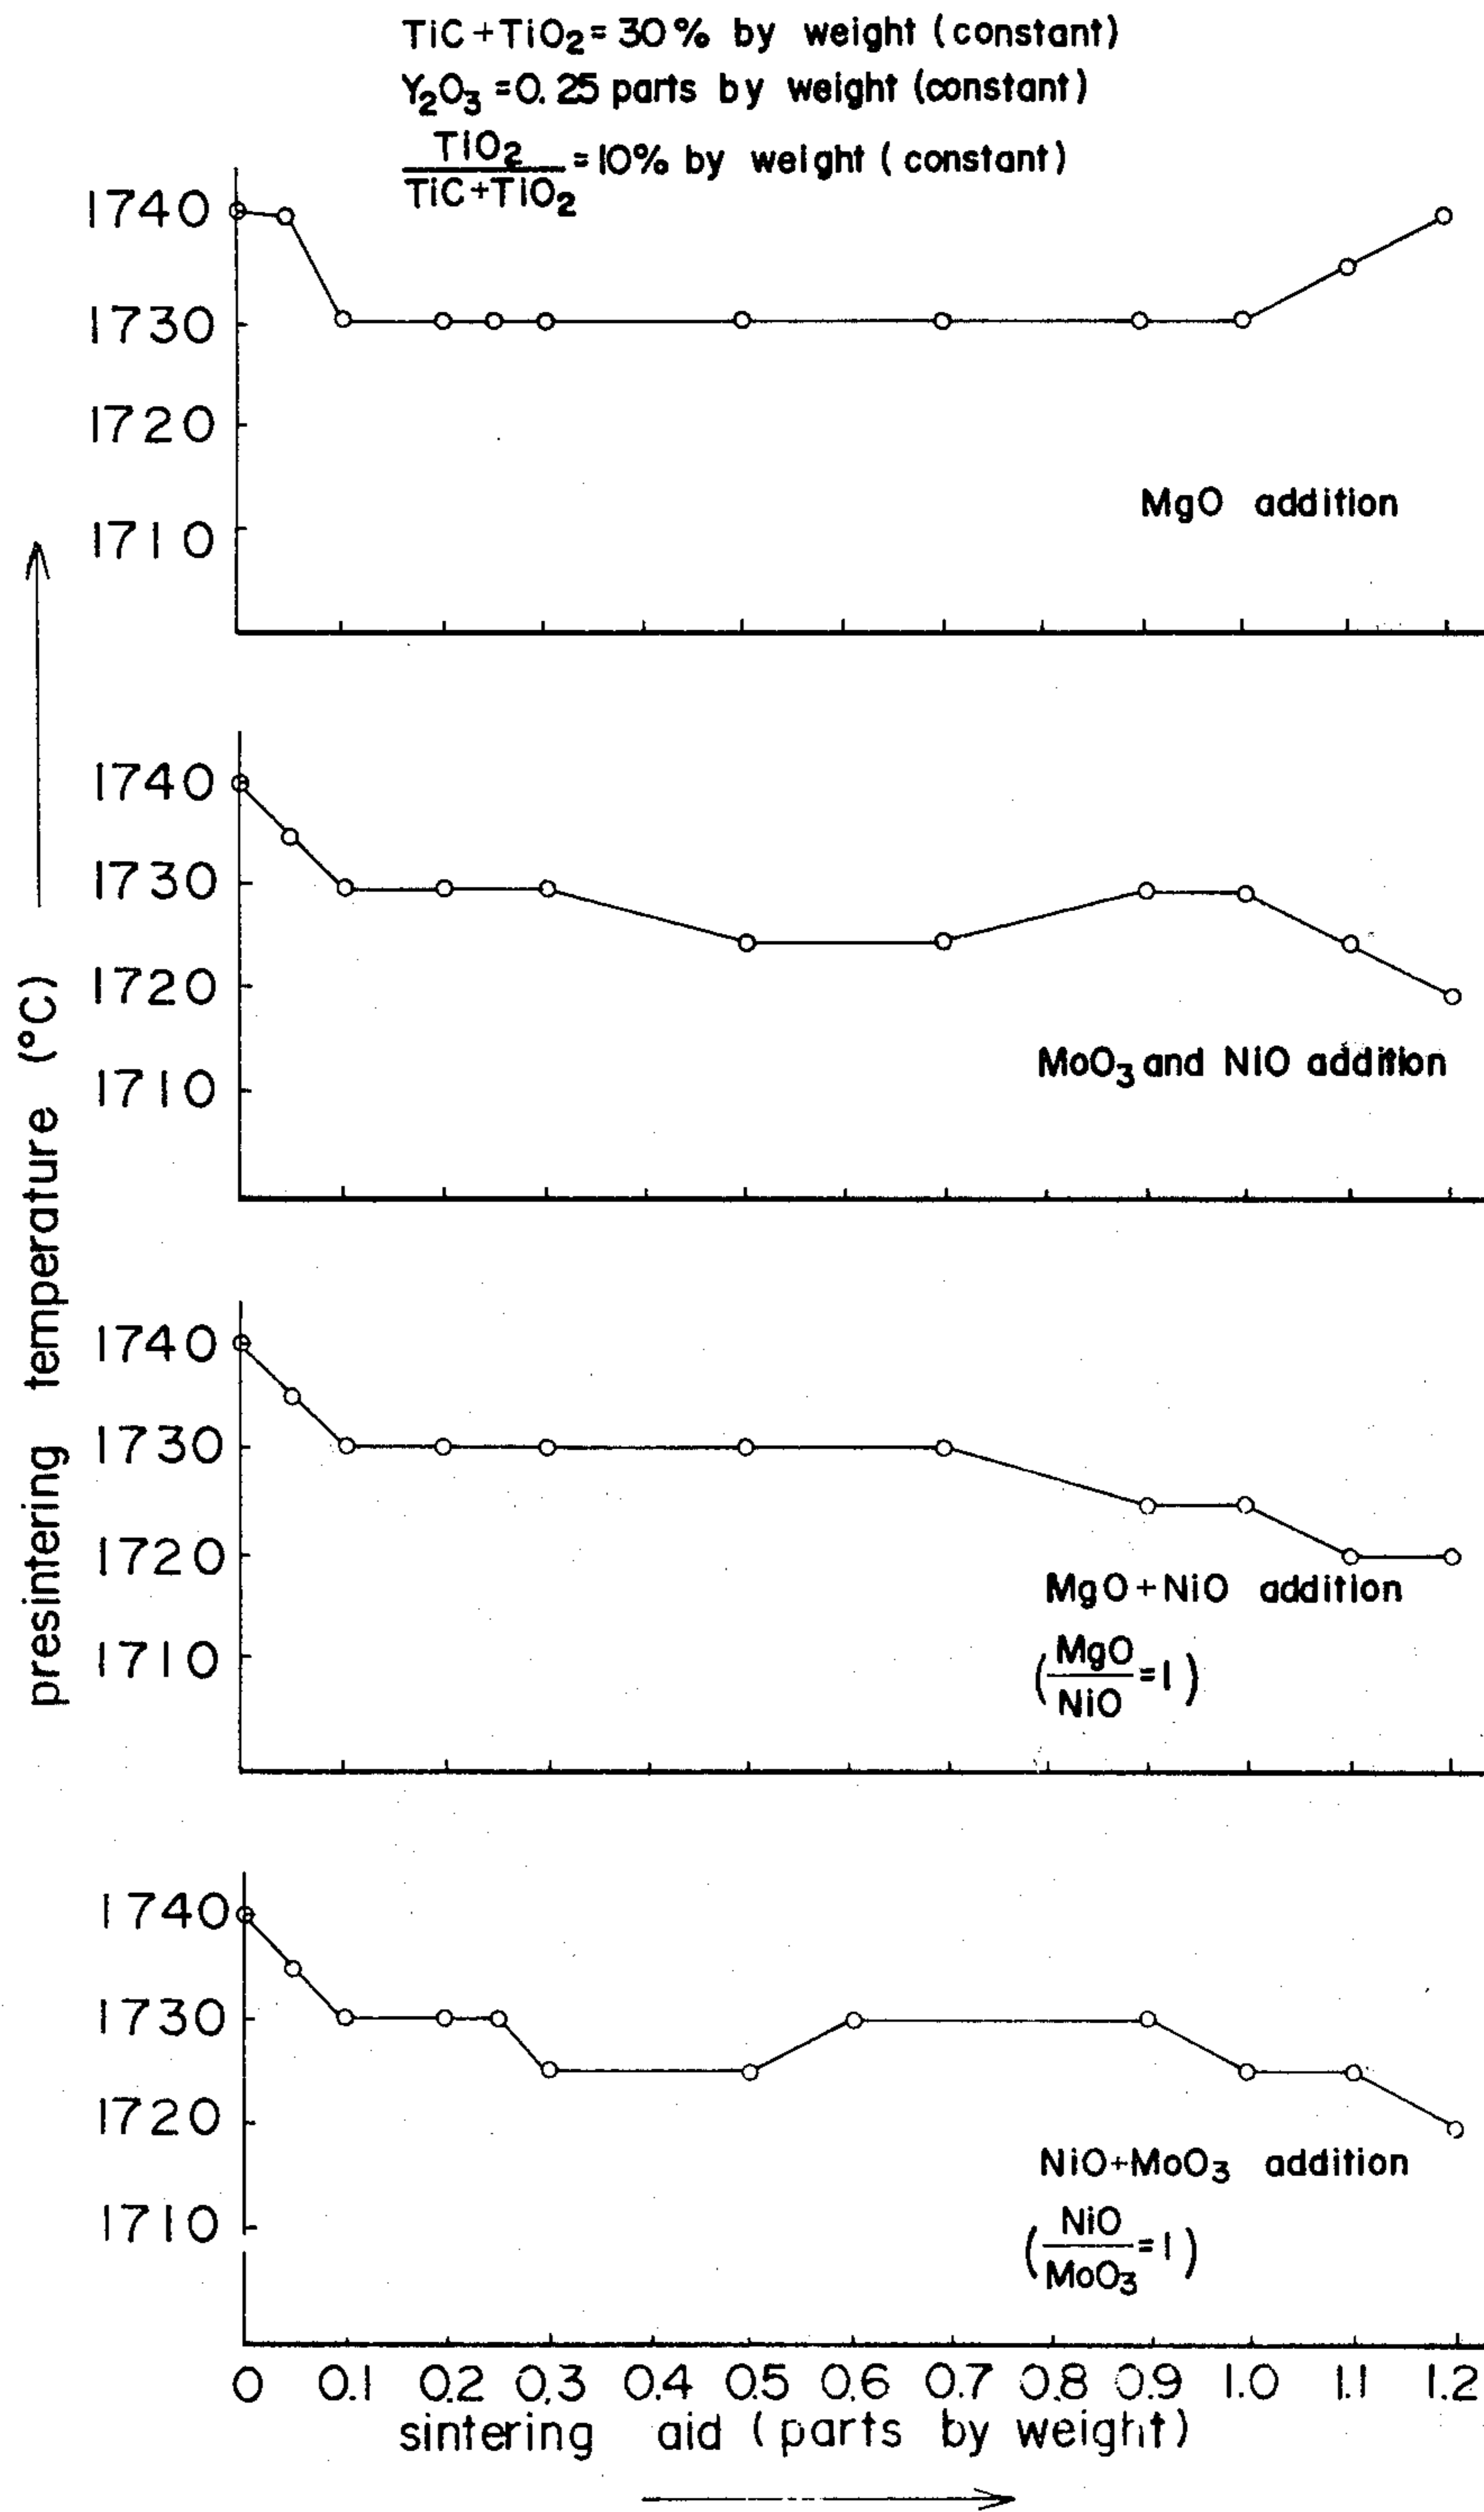 TiC+TiO2=30% by weight (constant)
Y2O3=0.25 parts by weight (constant)
TiO2
TiC+TiO2
=10% by weight (constant)
1740
1730
1720
1710
MgO addition
1740
1730
1720
1710
MoO3 and NiO addition
presintering temperature (°C)
1740
1730
1720
1710
MgO+NiO addition
(MgO
NiO
=1)
1740
1730
1720
1710
NiO+MoO3 addition
(NiO
MoO3
=1)
0 0.1 0.2 0.3 0.4 0.5 0.6 0.7 0.8 0.9 1.0 1.1 1.2
sintering aid (parts by weight)